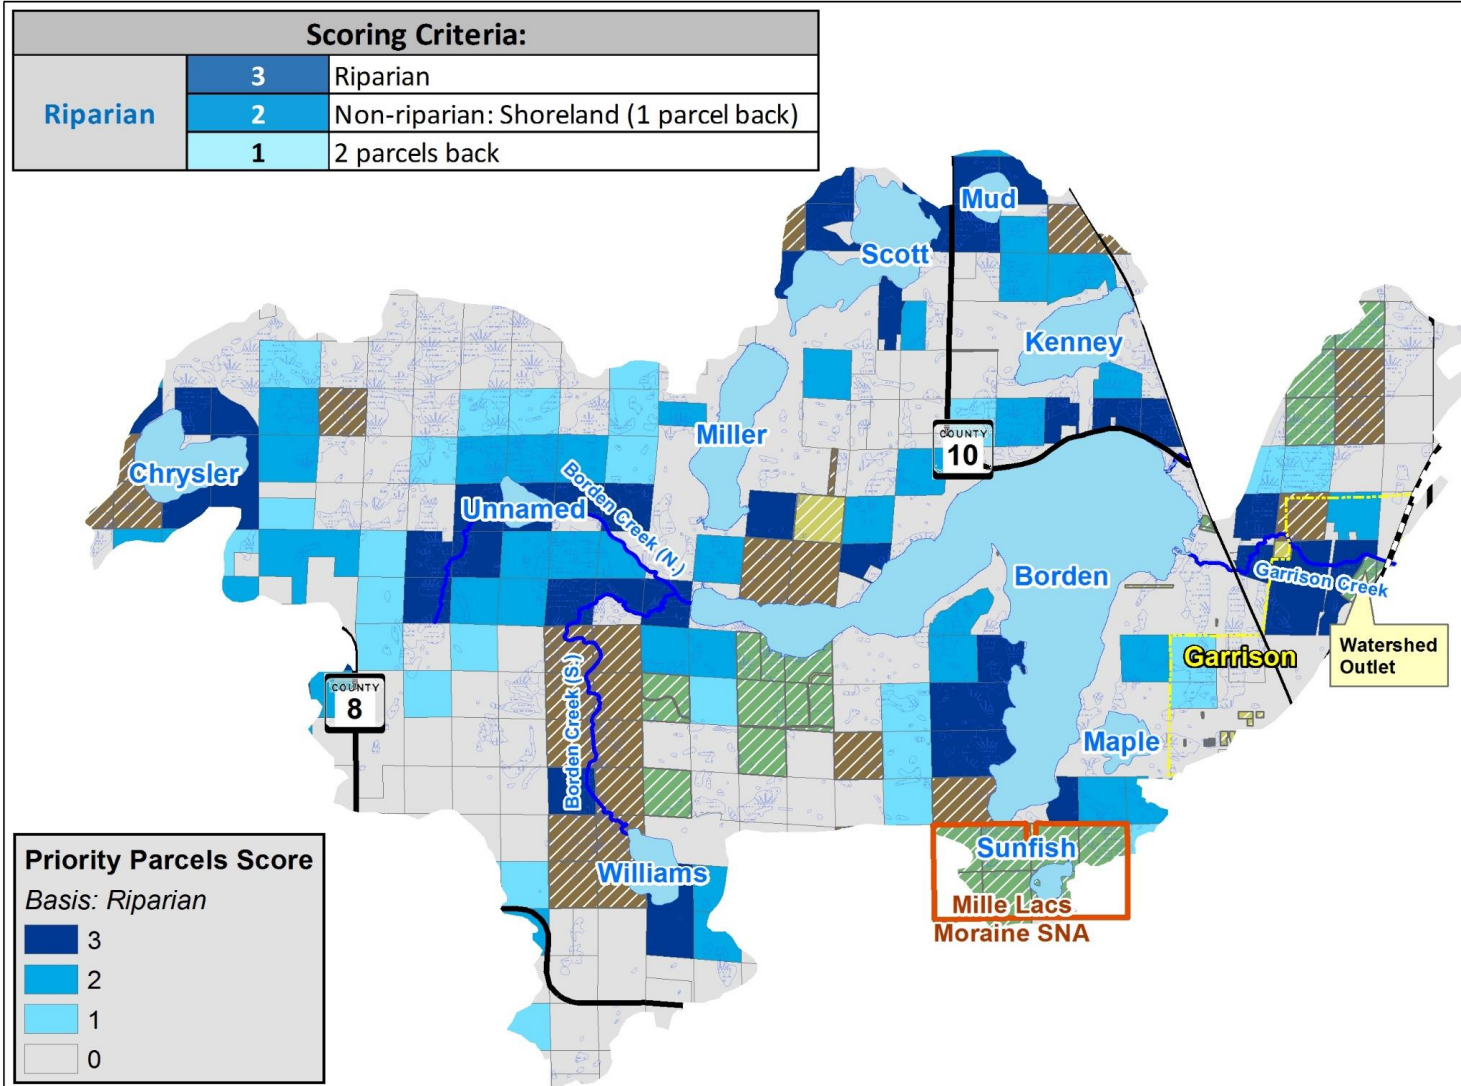 Scoring Criteria:
Riparian
3 Riparian
2 Non-riparian: Shoreland (1 parcel back)
1 2 parcels back
Mud
Scott
Kenney
Miller
COUNTY
10
Chrysler
Unnamed
Borden Creek (N.)
Borden
Garrison Creek
Watershed
Outlet
Garrison
COUNTY
8
Borden Creek (S.)
Maple
Sunfish
Williams
Mille Lacs
Moraine SNA
Priority Parcels Score
Basis: Riparian
3
2
1
0